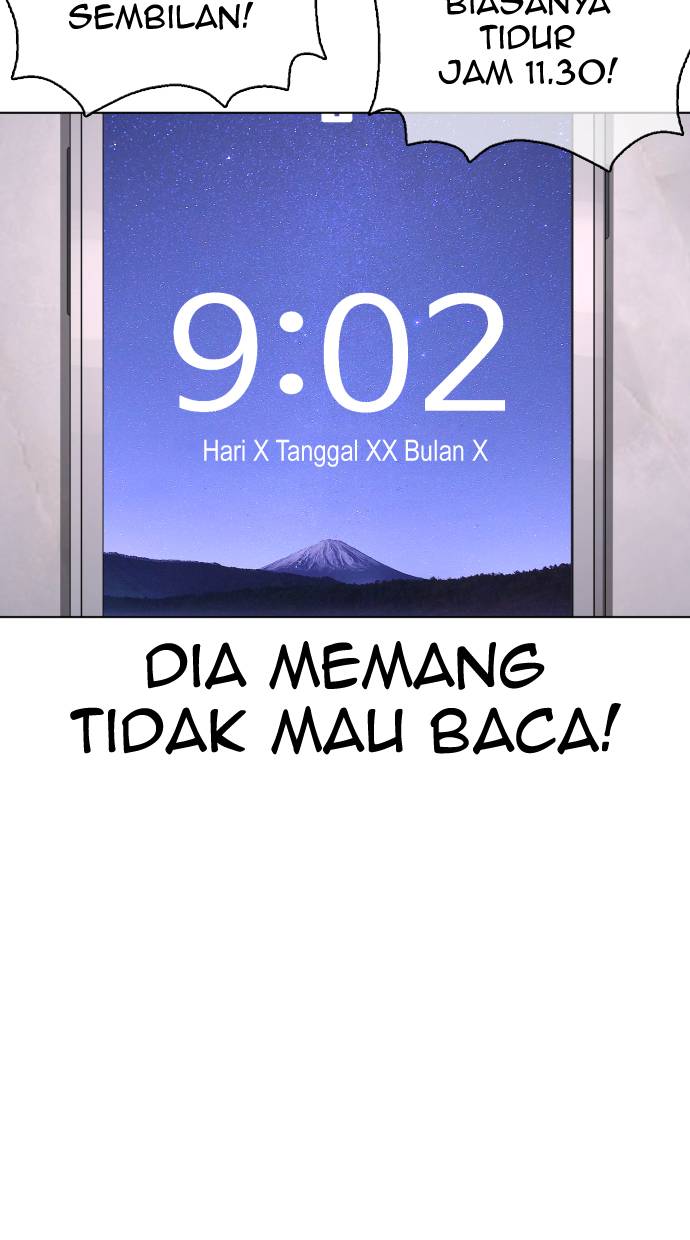 SEMBILAN!
BIASANYA
TIDUR
JAM 11.30!
9:02
Hari X Tanggal XX Bulan X
DIA MEMANG
TIDAK MAU BACA!